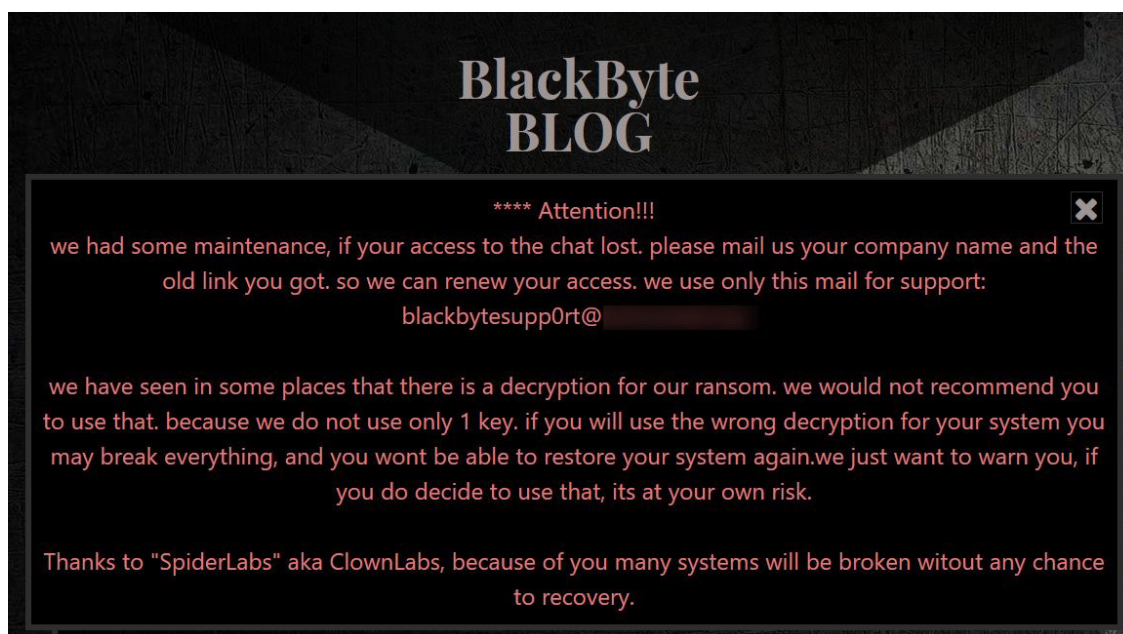 BlackByte
BLOG
**** Attention!!!
we had some maintenance, if your access to the chat lost. please mail us your company name and the
old link you got. so we can renew your access. we use only this mail for support:
blackbytesupp0rt@
we have seen in some places that there is a decryption for our ransom. we would not recommend you
to use that. because we do not use only 1 key. if you will use the wrong decryption for your system you
may break everything, and you wont be able to restore your system again.we just want to warn you, if
you do decide to use that, its at your own risk.
Thanks to "SpiderLabs" aka ClownLabs, because of you many systems will be broken witout any chance
to recovery.